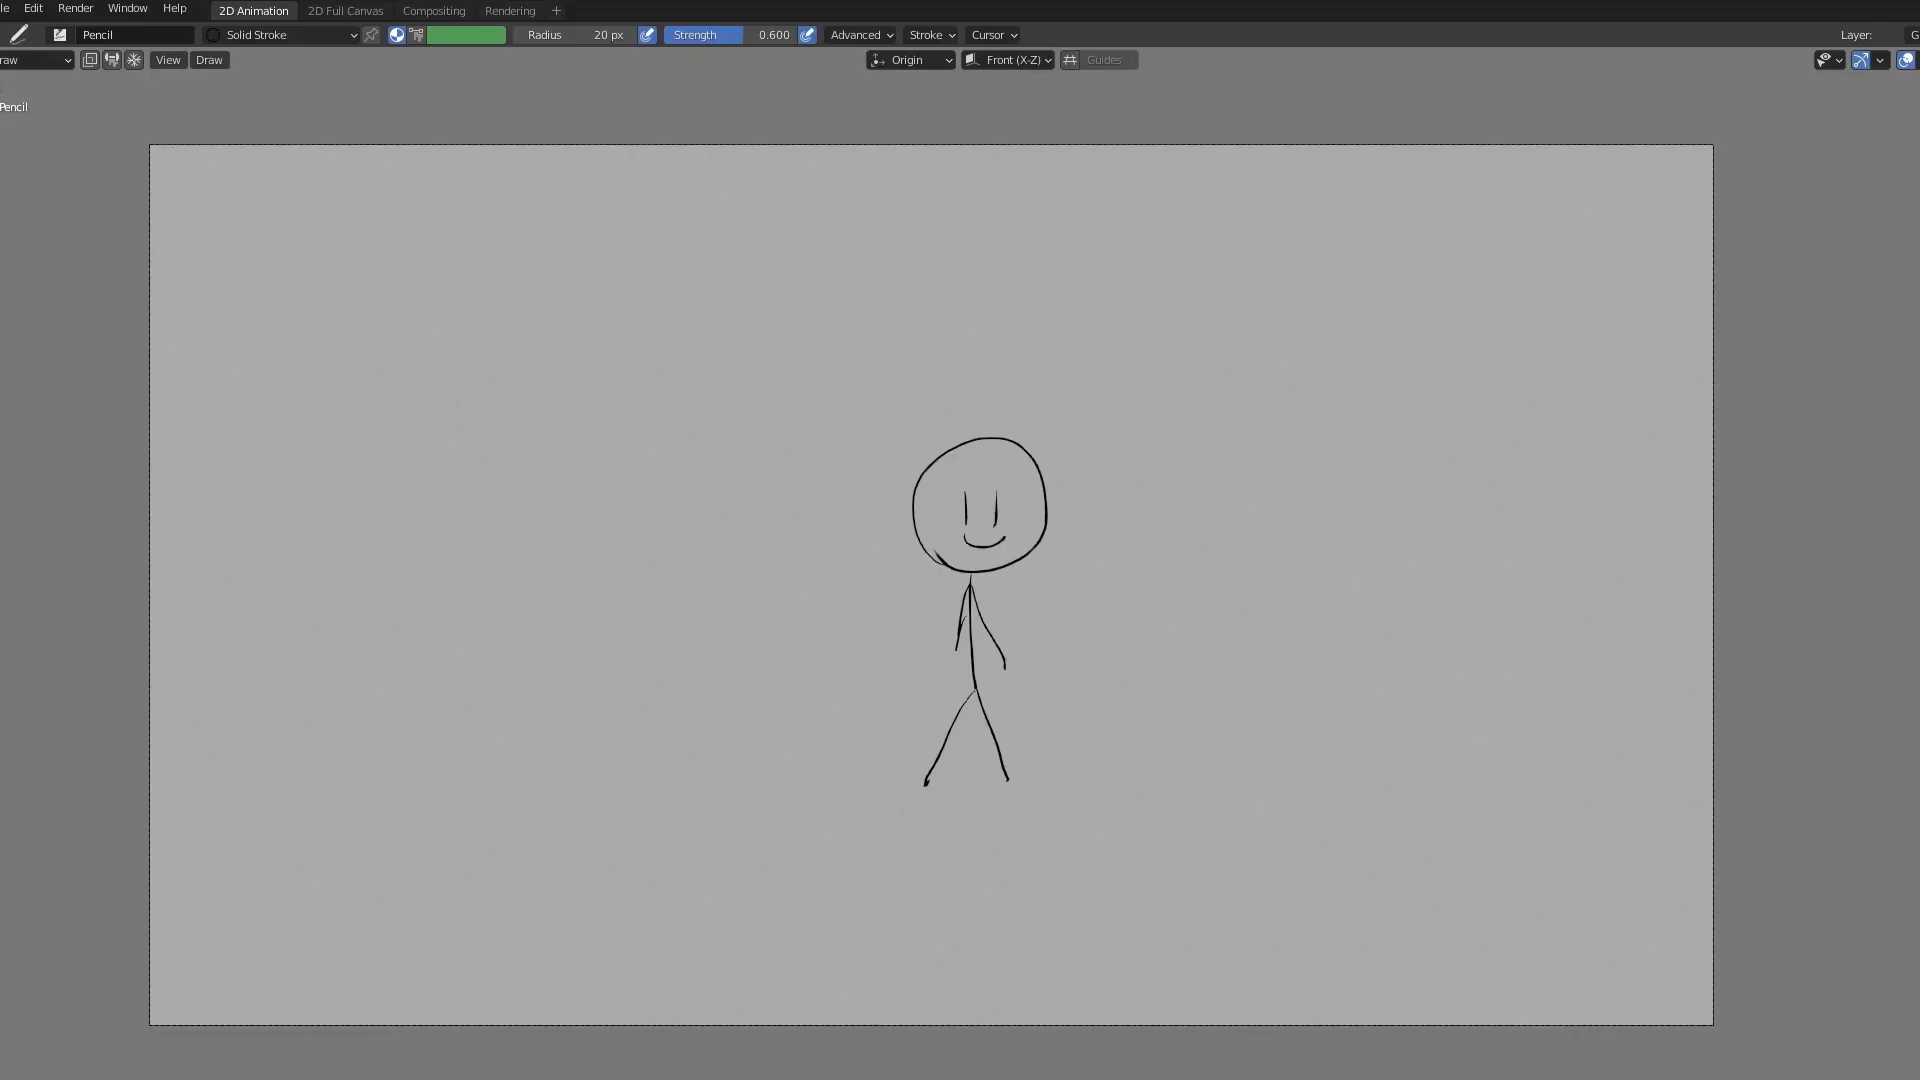 le Edit Render Window Help 2D Animation 2D Full Canvas Compositing Rendering +
Pencil Solid Stroke Radius 20 px Strength 0.600 Advanced Stroke Cursor Layer: G
raw View Draw Origin Front (X-Z) Guides
Pencil